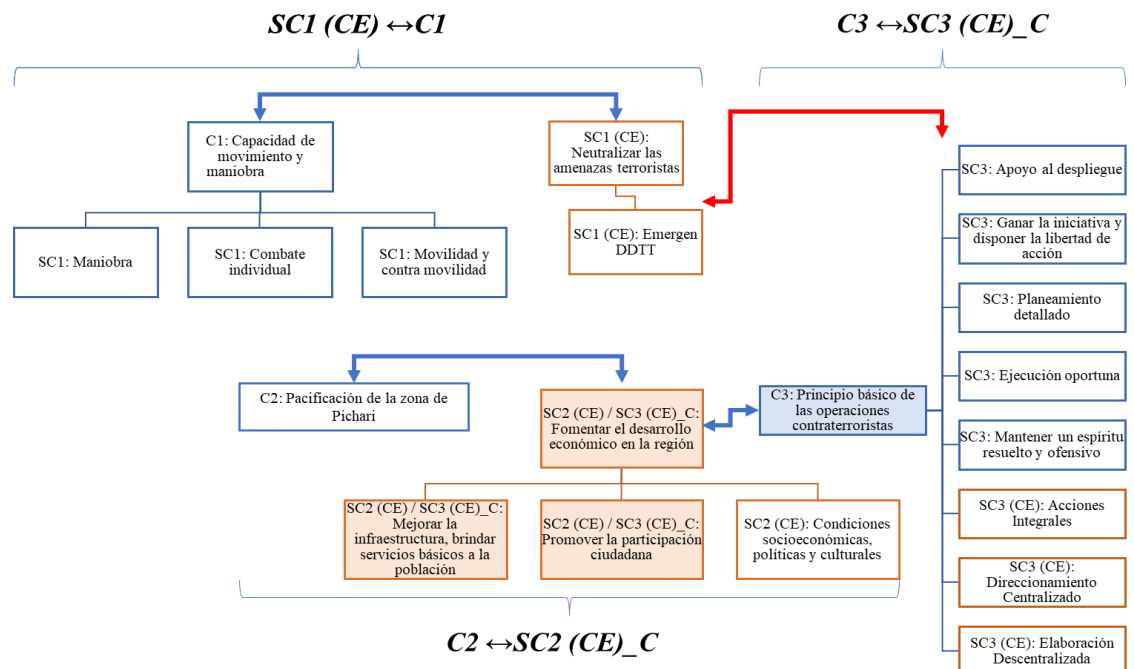 SC1 (CE) ↔C1
C3 ↔SC3 (CE)_C
C1: Capacidad de
movimiento y
maniobra
SC1 (CE):
Neutralizar las
amenazas terroristas
SC1: Maniobra
SC1: Combate
individual
SC1: Movilidad y
contra movilidad
SC1 (CE): Emergen
DDTT
SC3: Apoyo al despliegue
SC3: Ganar la iniciativa y
disponer la libertad de
acción
SC3: Planeamiento
detallado
SC3: Ejecución oportuna
SC3: Mantener un espíritu
resuelto y ofensivo
SC3 (CE): Acciones
Integrales
SC3 (CE):
Direccionamiento
Centralizado
SC3 (CE): Elaboración
Descentralizada
C2: Pacificación de la zona de
Pichari
SC2 (CE) / SC3 (CE)_C:
Fomentar el desarrollo
económico en la región
C3: Principio básico de
las operaciones
contraterroristas
SC2 (CE) / SC3 (CE)_C:
Mejorar la
infraestructura, brindar
servicios básicos a la
población
SC2 (CE) / SC3 (CE)_C:
Promover la participación
ciudadana
SC2 (CE): Condiciones
socioeconómicas,
políticas y culturales
C2 ↔SC2 (CE)_C